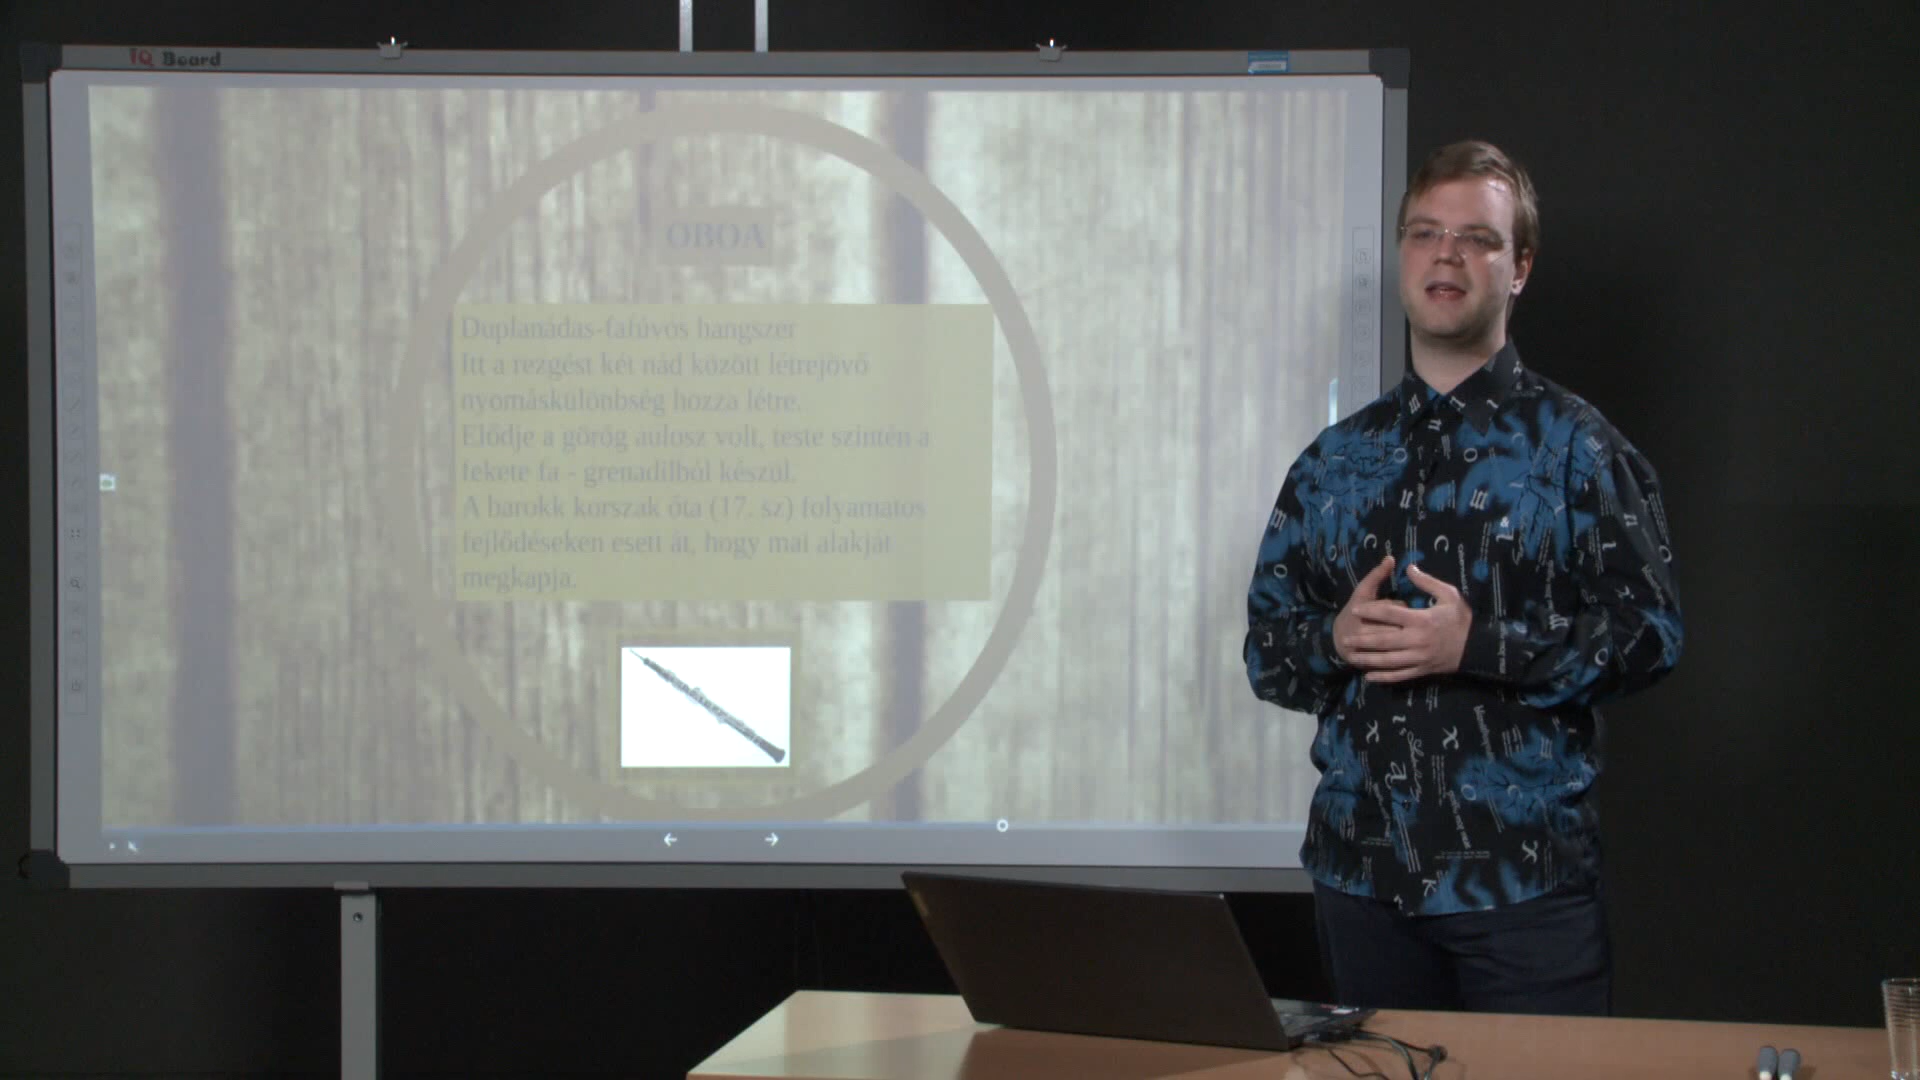 iQ Board
OBOA
Duplanádas-fafúvós hangszer
Itt a rezgést két nád között létrejövő
nyomáskülönbség hozza létre.
Elődje a görög aulosz volt, teste szintén a
fekete fa - grenadilból készül.
A barokk korszak óta (17. sz) folyamatos
fejlődéseken esett át, hogy mai alakját
megkapja.